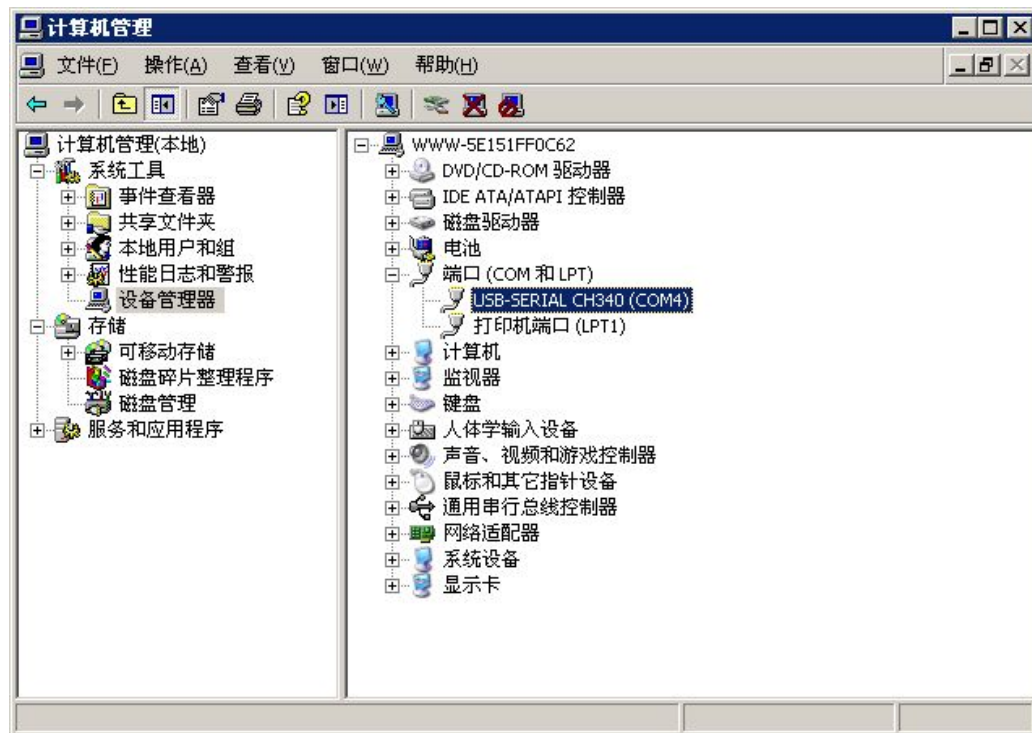 计算机管理
文件(F) 操作(A) 查看(V) 窗口(W) 帮助(H)
计算机管理(本地)
系统工具
事件查看器
共享文件夹
本地用户和组
性能日志和警报
设备管理器
存储
可移动存储
磁盘碎片整理程序
磁盘管理
服务和应用程序
WWW-5E151FF0C62
DVD/CD-ROM 驱动器
IDE ATA/ATAPI 控制器
磁盘驱动器
电池
端口 (COM 和 LPT)
USB-SERIAL CH340 (COM4)
打印机端口 (LPT1)
计算机
监视器
键盘
人体学输入设备
声音、视频和游戏控制器
鼠标和其它指针设备
通用串行总线控制器
网络适配器
系统设备
显示卡